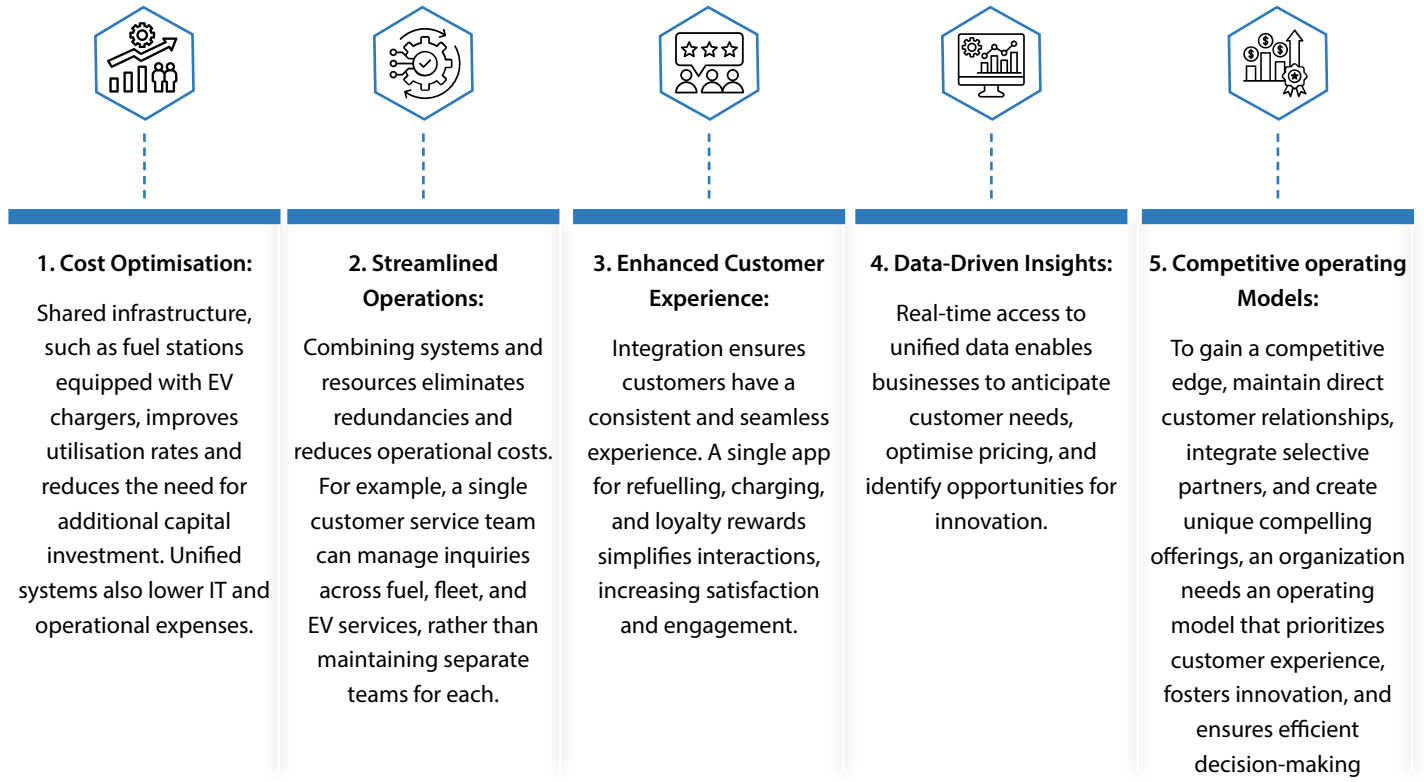 1. Cost Optimisation:
Shared infrastructure,
such as fuel stations
equipped with EV
chargers, improves
utilisation rates and
reduces the need for
additional capital
investment. Unified
systems also lower IT and
operational expenses.
2. Streamlined
Operations:
Combining systems and
resources eliminates
redundancies and
reduces operational costs.
For example, a single
customer service team
can manage inquiries
across fuel, fleet, and
EV services, rather than
maintaining separate
teams for each.
3. Enhanced Customer
Experience:
Integration ensures
customers have a
consistent and seamless
experience. A single app
for refuelling, charging,
and loyalty rewards
simplifies interactions,
increasing satisfaction
and engagement.
4. Data-Driven Insights:
Real-time access to
unified data enables
businesses to anticipate
customer needs,
optimise pricing, and
identify opportunities for
innovation.
5. Competitive operating
Models:
To gain a competitive
edge, maintain direct
customer relationships,
integrate selective
partners, and create
unique compelling
offerings, an organization
needs an operating
model that prioritizes
customer experience,
fosters innovation, and
ensures efficient
decision-making